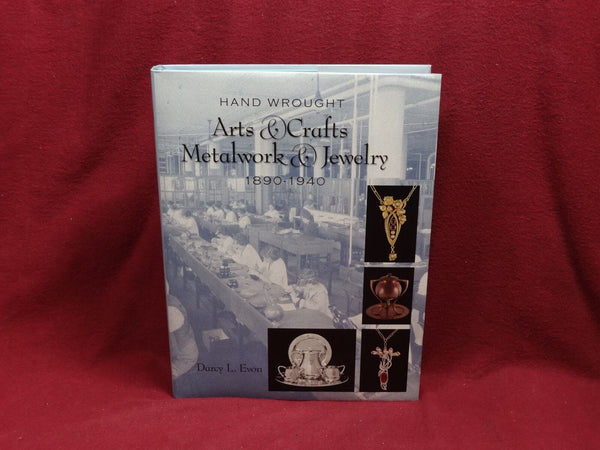 HAND WROUGHT
Arts & Crafts
Metalwork & Jewelry
1890-1940
Darcy L. Evon